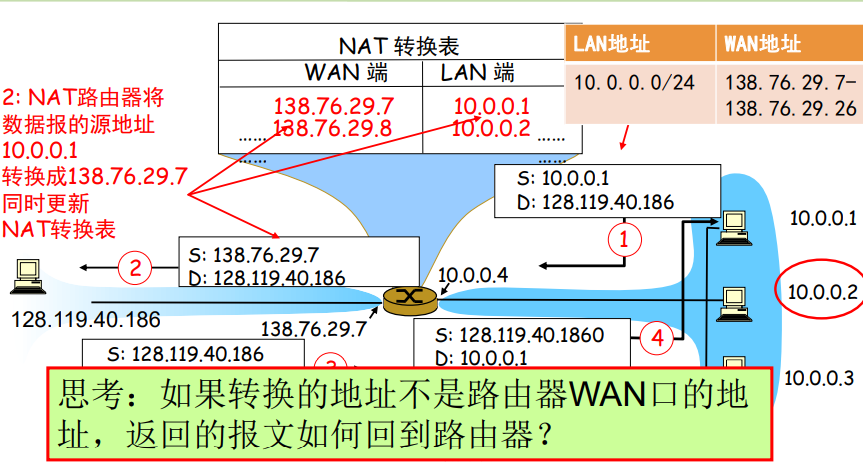 NAT 转换表
WAN 端 LAN 端
138.76.29.7 10.0.0.1
138.76.29.8 10.0.0.2
…… ……
…… ……
LAN地址 WAN地址
10.0.0.0/24 138.76.29.7-
138.76.29.26
2: NAT路由器将
数据报的源地址
10.0.0.1
转换成138.76.29.7
同时更新
NAT转换表
S: 10.0.0.1
D: 128.119.40.186
1
10.0.0.1
S: 138.76.29.7
D: 128.119.40.186
2
10.0.0.4
10.0.0.2
128.119.40.186
138.76.29.7
S: 128.119.40.1860
D: 10.0.0.1
4
S: 128.119.40.186
3
10.0.0.3
思考：如果转换的地址不是路由器WAN口的地
址，返回的报文如何回到路由器？